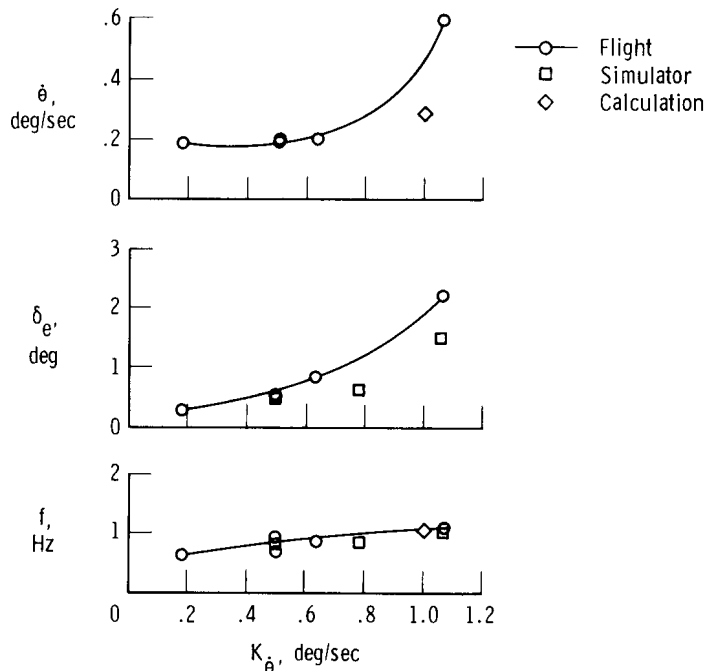 .6
.4
.2
0
θ̇,
deg/sec
Flight
Simulator
Calculation
3
2
1
0
δe,
deg
2
1
0
f,
Hz
.2 .4 .6 .8 1.0 1.2
Kθ̇, deg/sec